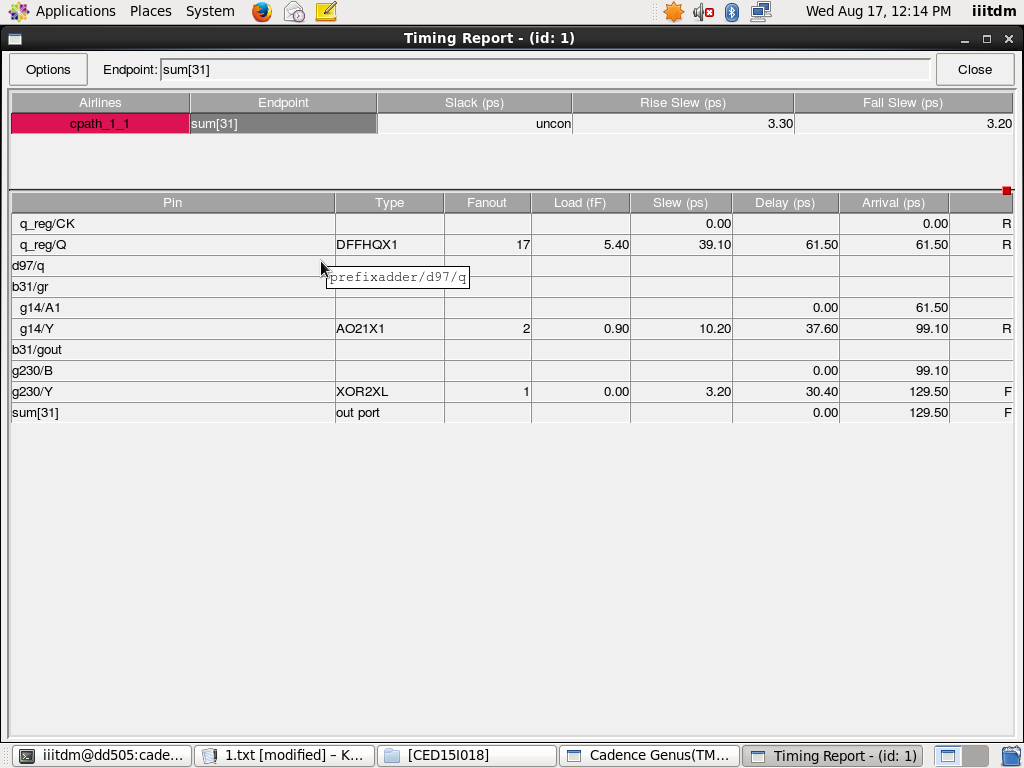 Applications Places System Wed Aug 17, 12:14 PM iiitdm
Timing Report - (id: 1)
Options Endpoint: sum[31] Close
Airlines Endpoint Slack (ps) Rise Slew (ps) Fall Slew (ps)
cpath_1_1 sum[31] uncon 3.30 3.20
Pin Type Fanout Load (fF) Slew (ps) Delay (ps) Arrival (ps)
q_reg/CK 0.00 0.00 R
q_reg/Q DFFHQX1 17 5.40 39.10 61.50 61.50 R
d97/q
prefixadder/d97/q
b31/gr
g14/A1 0.00 61.50
g14/Y AO21X1 2 0.90 10.20 37.60 99.10 R
b31/gout
g230/B 0.00 99.10
g230/Y XOR2XL 1 0.00 3.20 30.40 129.50 F
sum[31] out port 0.00 129.50 F
iiitdm@dd505:cade... 1.txt [modified] – K... [CED15I018] Cadence Genus(TM... Timing Report - (id: 1)